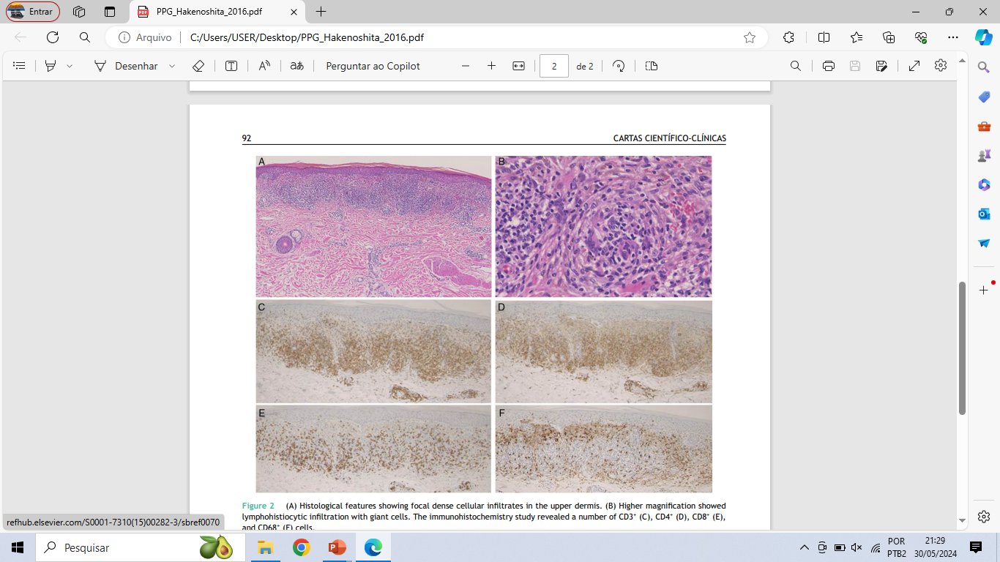 Entrar
PPG_Hakenoshita_2016.pdf
Arquivo
C:/Users/USER/Desktop/PPG_Hakenoshita_2016.pdf
Desenhar
aあ
Perguntar ao Copilot
2
de 2
92
CARTAS CIENTÍFICO-CLÍNICAS
A
B
C
D
E
F
Figure 2 (A) Histological features showing focal dense cellular infiltrates in the upper dermis. (B) Higher magnification showed
lymphohistiocytic infiltration with giant cells. The immunohistochemistry study revealed a number of CD3⁺ (C), CD4⁺ (D), CD8⁺ (E),
and CD68⁺ (F) cells.
refhub.elsevier.com/S0001-7310(15)00282-3/sbref0070
Pesquisar
POR
PTB2
21:29
30/05/2024